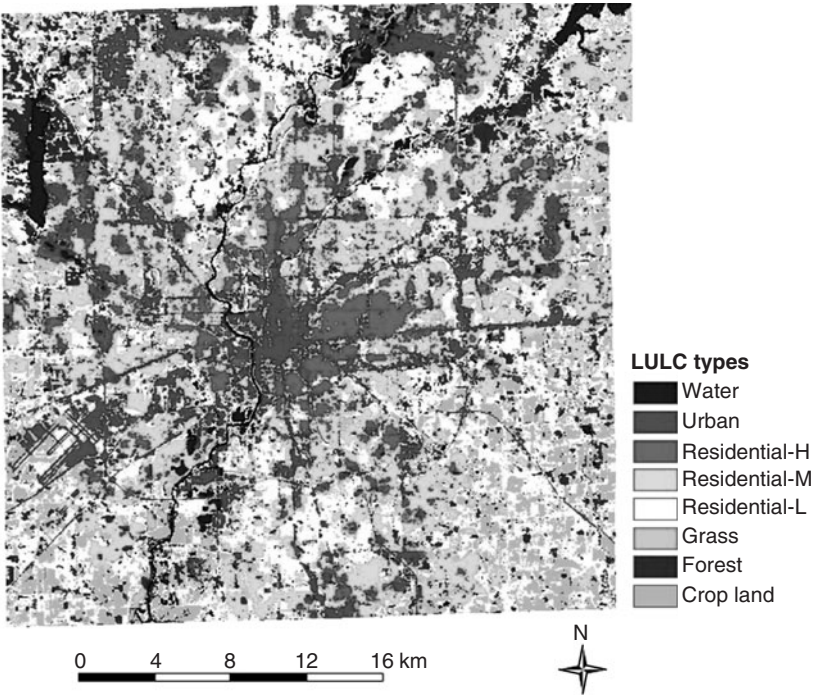 LULC types
Water
Urban
Residential-H
Residential-M
Residential-L
Grass
Forest
Crop land
N
0 4 8 12 16 km